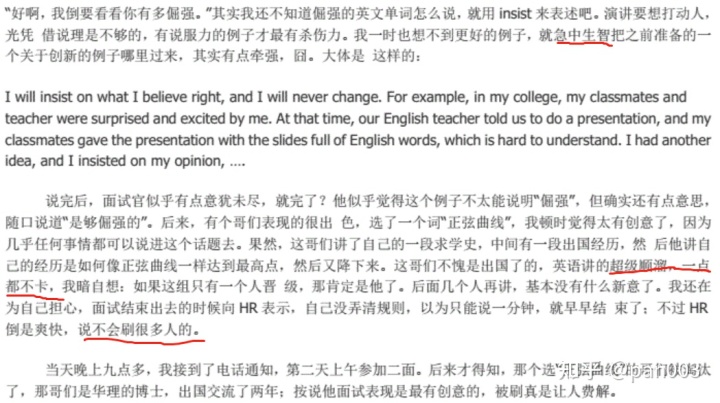 “好啊，我倒要看看你有多倔强。”其实我还不知道倔强的英文单词怎么说，就用 insist 来表述吧。演讲要想打动人，
光凭 借说理是不够的，有说服力的例子才最有杀伤力。我一时也想不到更好的例子，就急中生智把之前准备的一
个关于创新的例子哪里过来，其实有点牵强，囧。大体是 这样的：
I will insist on what I believe right, and I will never change. For example, in my college, my classmates and
teacher were surprised and excited by me. At that time, our English teacher told us to do a presentation, and my
classmates gave the presentation with the slides full of English words, which is hard to understand. I had another
idea, and I insisted on my opinion, ….
说完后，面试官似乎有点意犹未尽，就完了？他似乎觉得这个例子不太能说明“倔强”，但确实还有点意思，
随口说道“是够倔强的”。后来，有个哥们表现的很出 色，选了一个词“正弦曲线”，我顿时觉得太有创意了，因为
几乎任何事情都可以说进这个话题去。果然，这哥们讲了自己的一段求学史，中间有一段出国经历，然 后他讲自
己的经历是如何像正弦曲线一样达到最高点，然后又降下来。这哥们不愧是出国了的，英语讲的超级顺溜，一点
都不卡，我暗自想：如果这组只有一个人晋 级，那肯定是他了。后面几个人再讲，基本没有什么新意了。我还在
为自己担心，面试结束出去的时候向 HR 表示，自己没弄清规则，以为只能说一分钟，就早早结 束了；不过 HR
倒是爽快，说不会刷很多人的。
当天晚上九点多，我接到了电话通知，第二天上午参加二面。后来才得知，那个选“正
了，那哥们是华理的博士，出国交流了两年；按说他面试表现是最有创意的，被刷真是让人费解。
知乎 @pan003